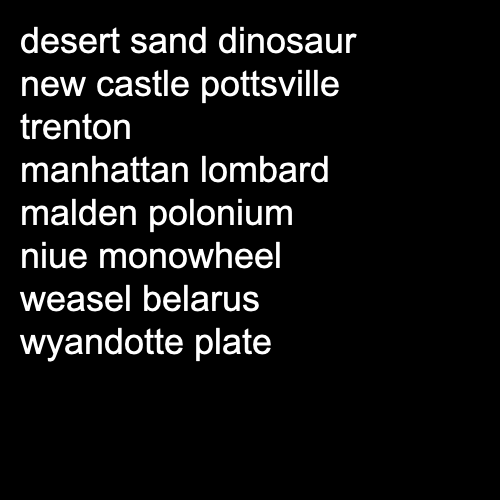 desert sand dinosaur
new castle pottsville
trenton
manhattan lombard
malden polonium
niue monowheel
weasel belarus
wyandotte plate